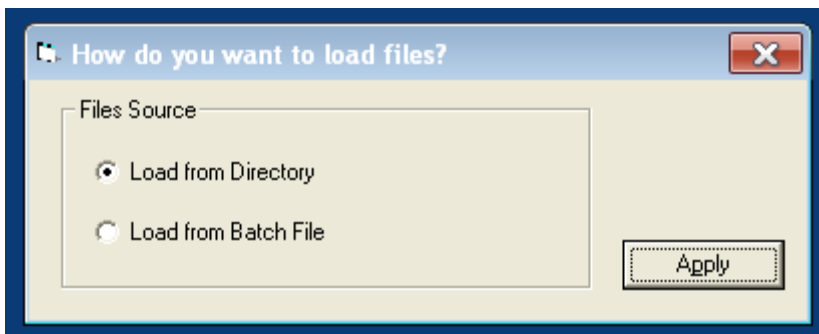 How do you want to load files?
Files Source
Load from Directory
Load from Batch File
Apply